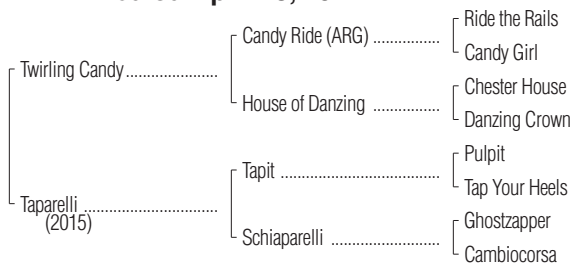 Ride the Rails
Candy Ride (ARG)
Candy Girl
Twirling Candy
Chester House
House of Danzing
Danzing Crown
Pulpit
Tapit
Tap Your Heels
Taparelli
(2015)
Ghostzapper
Schiaparelli
Cambiocorsa